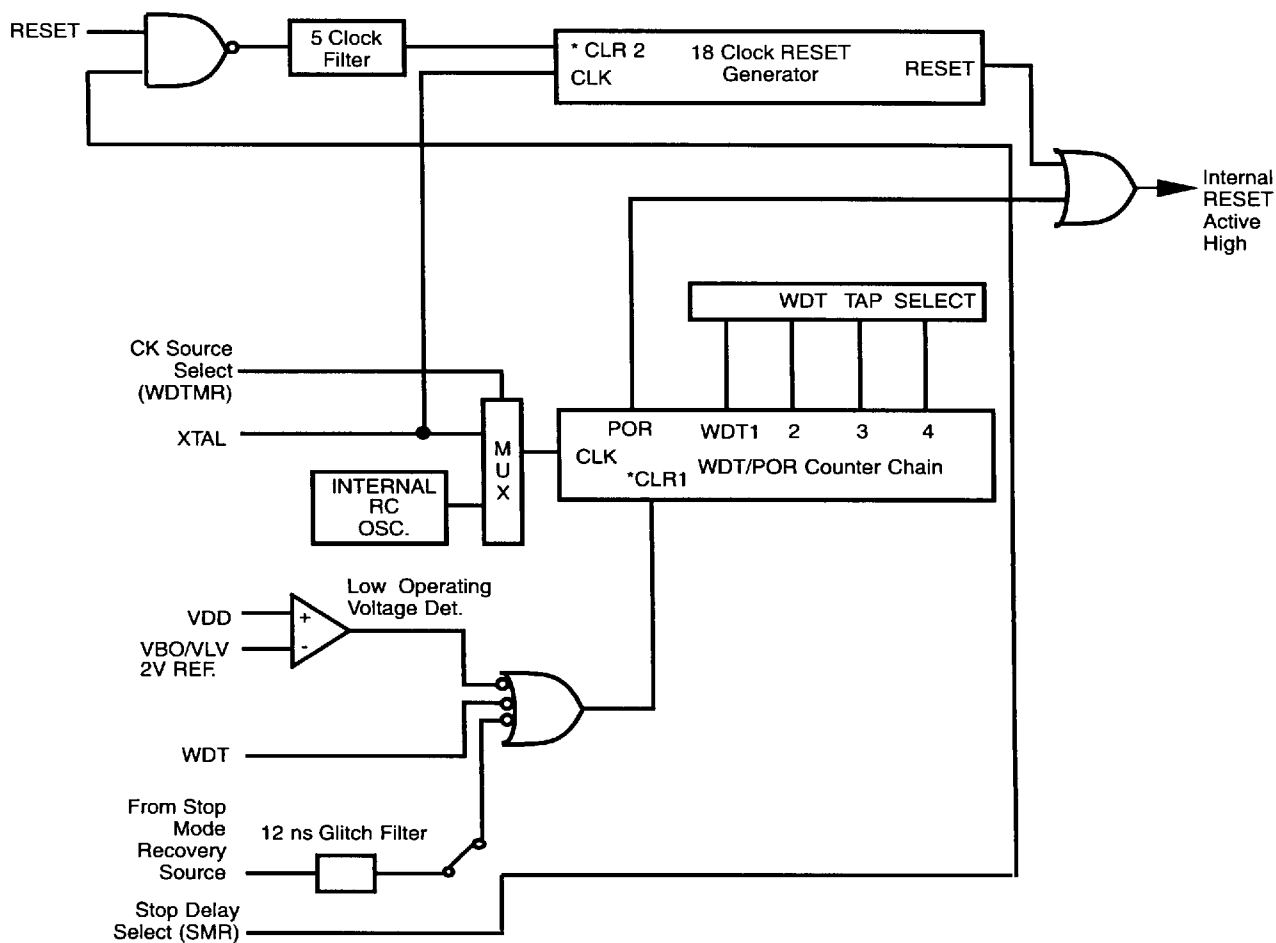 RESET
5 Clock
Filter
* CLR 2
18 Clock RESET
Generator
CLK
RESET
Internal
RESET
Active
High
WDT TAP SELECT
CK Source
Select
(WDTMR)
XTAL
MUX
INTERNAL
RC
OSC.
POR
WDT1
2
3
4
CLK
WDT/POR Counter Chain
*CLR1
Low Operating
Voltage Det.
VDD
+
VBO/VLV
-
2V REF.
WDT
From Stop
Mode
Recovery
Source
12 ns Glitch Filter
Stop Delay
Select (SMR)